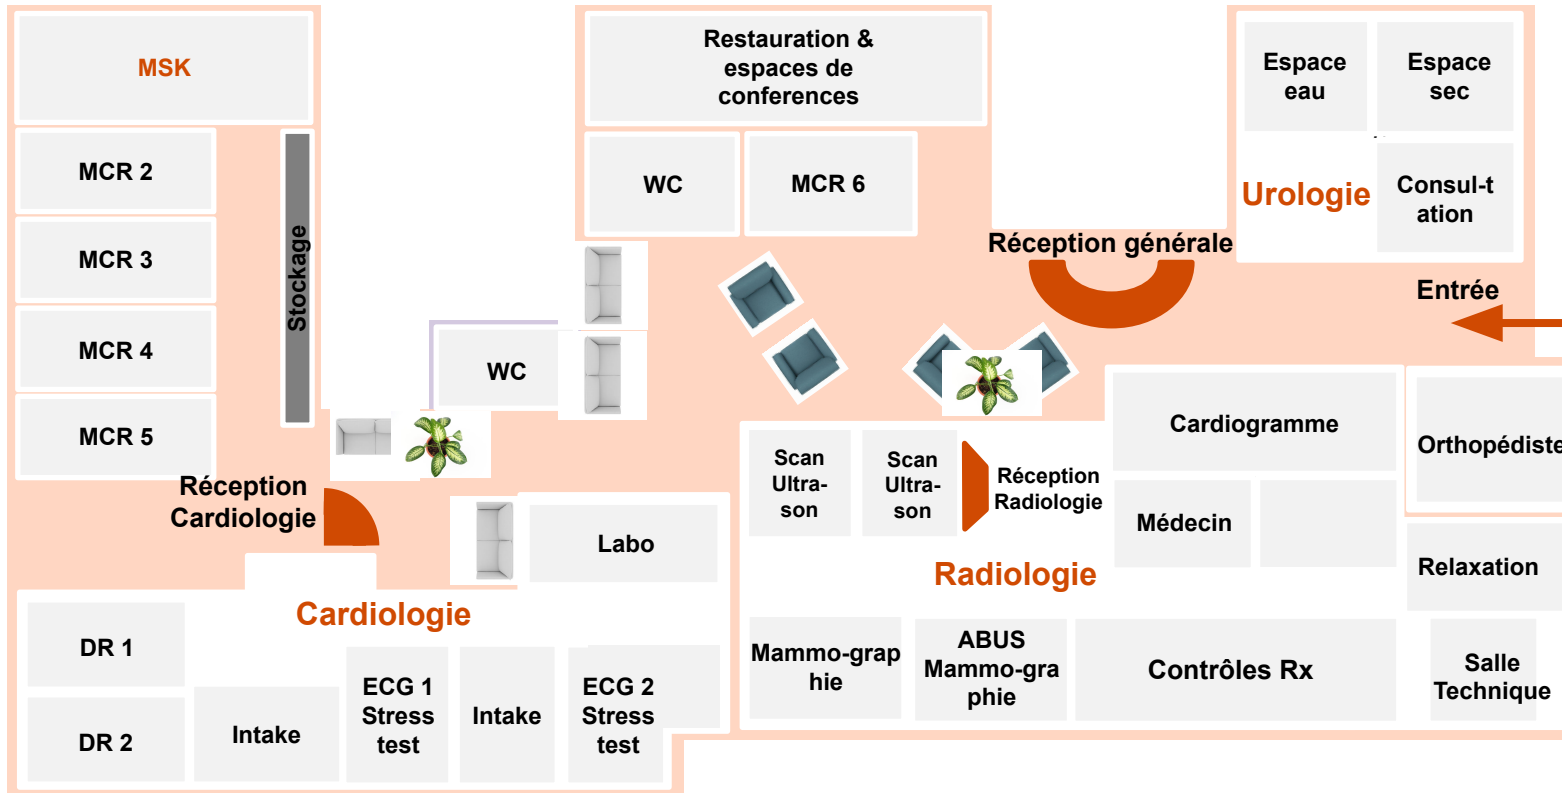 MSK
MCR 2
MCR 3
MCR 4
MCR 5
Stockage
Restauration &
espaces de
conferences
WC
MCR 6
WC
Réception générale
Espace
eau
Espace
sec
Urologie
Consul-t
ation
Entrée
Réception
Cardiologie
Labo
Cardiologie
DR 1
DR 2
Intake
ECG 1
Stress
test
Intake
ECG 2
Stress
test
Scan
Ultra-
son
Scan
Ultra-
son
Réception
Radiologie
Cardiogramme
Médecin
Radiologie
Orthopédiste
Relaxation
Mammo-grap
hie
ABUS
Mammo-gra
phie
Contrôles Rx
Salle
Technique